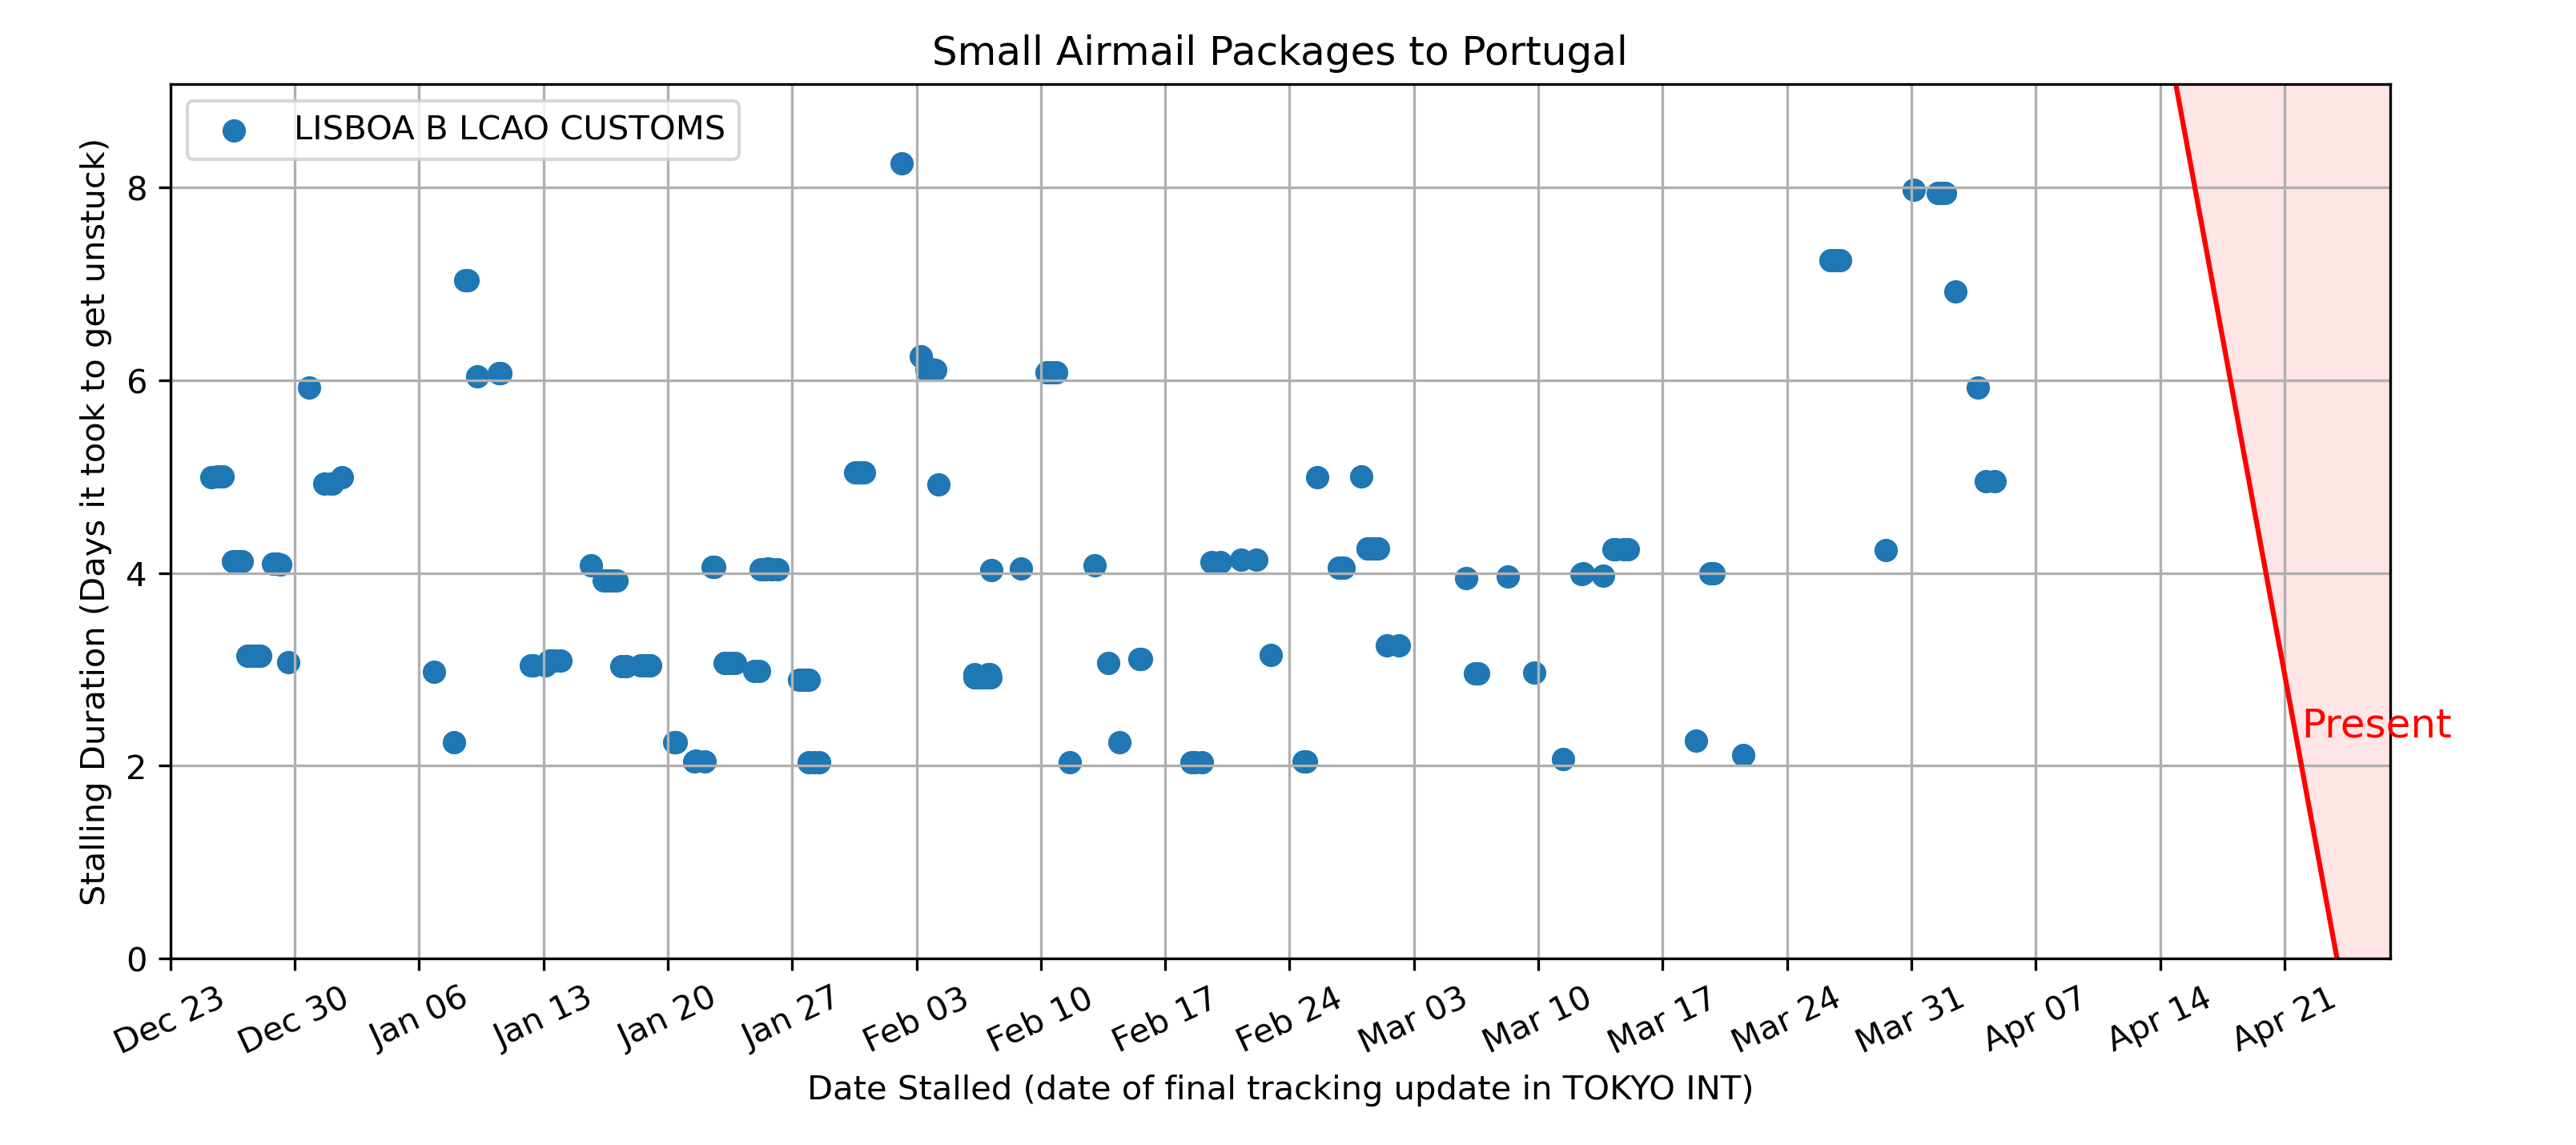 Small Airmail Packages to Portugal
LISBOA B LCAO CUSTOMS
Stalling Duration (Days it took to get unstuck)
8
6
4
2
0
Present
Dec 23
Dec 30
Jan 06
Jan 13
Jan 20
Jan 27
Feb 03
Feb 10
Feb 17
Feb 24
Mar 03
Mar 10
Mar 17
Mar 24
Mar 31
Apr 07
Apr 14
Apr 21
Date Stalled (date of final tracking update in TOKYO INT)